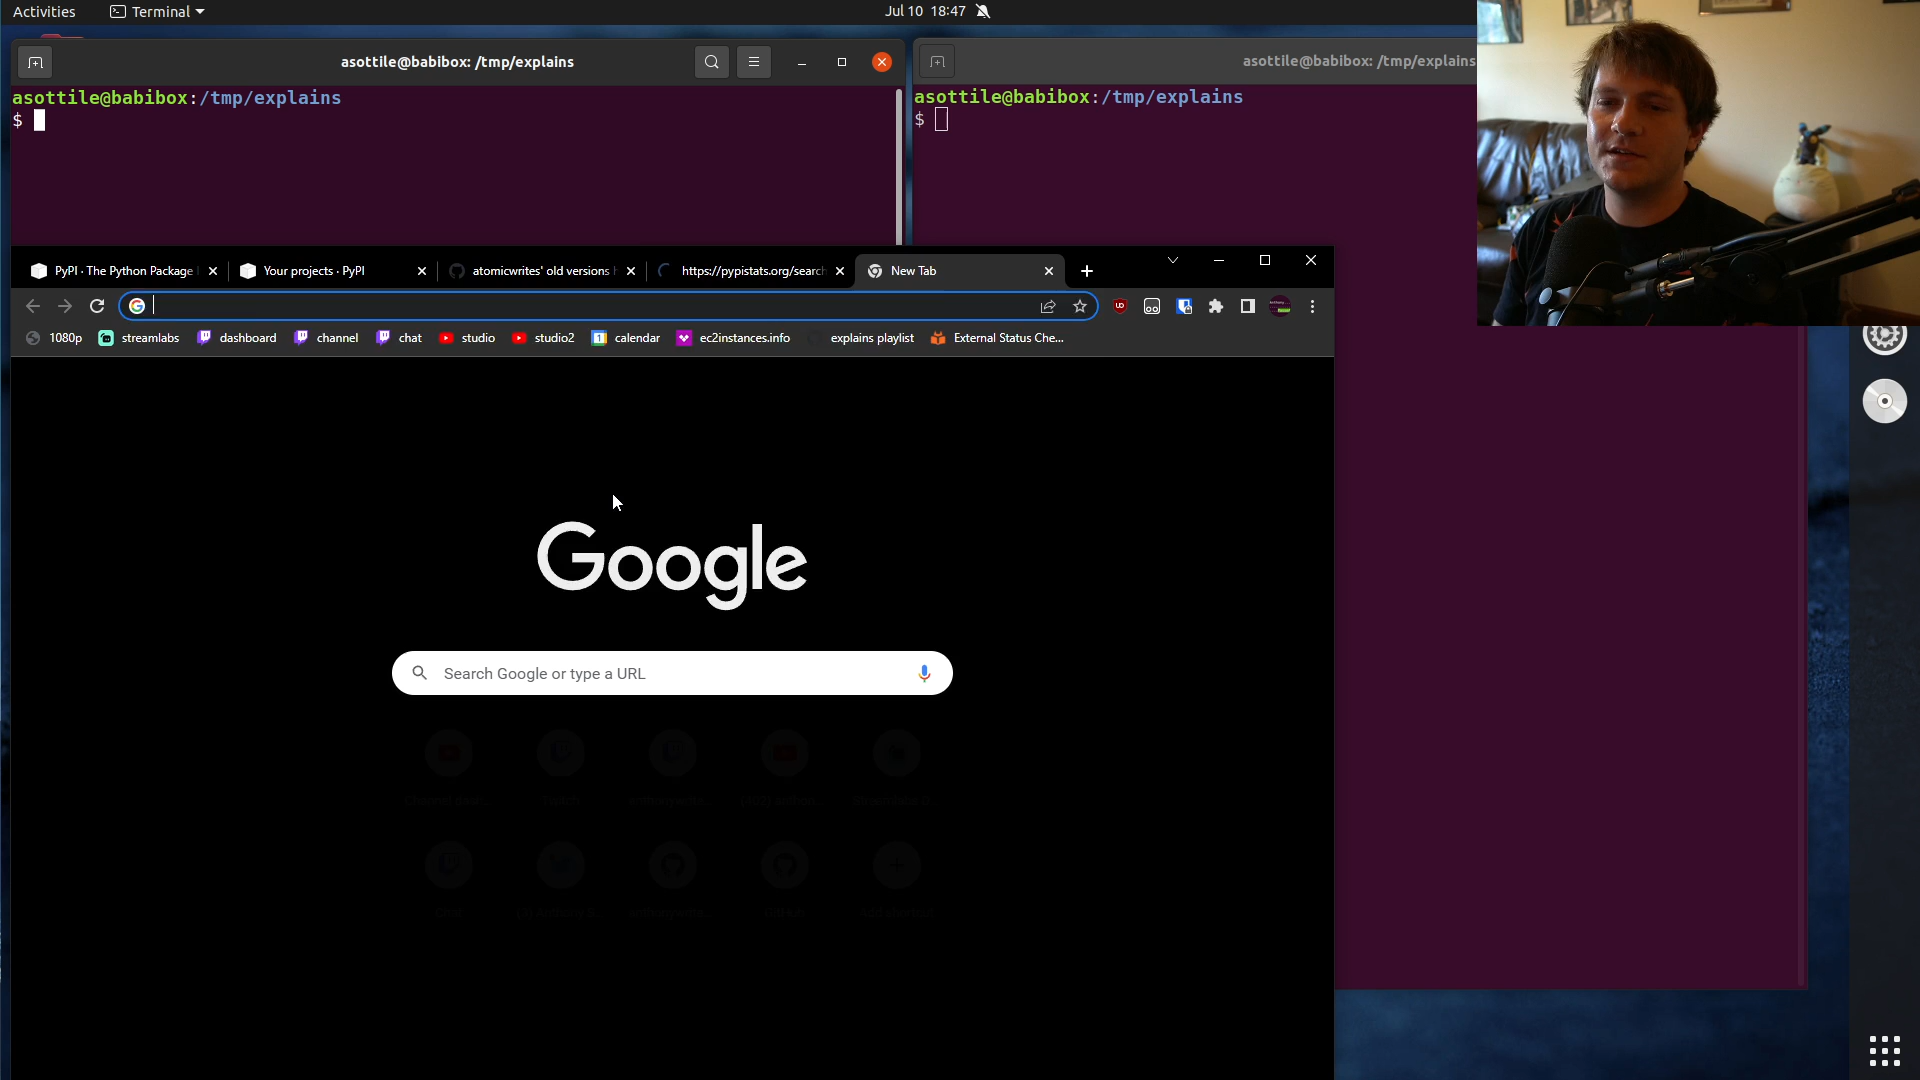 Activities Terminal Jul 10 18:47
asottile@babibox: /tmp/explains
asottile@babibox: /tmp/explains
asottile@babibox:/tmp/explains
$
asottile@babibox:/tmp/explains
$
PyPI · The Python Package
Your projects · PyPI
atomicwrites' old versions
https://pypistats.org/search
New Tab
1080p streamlabs dashboard channel chat studio studio2 calendar ec2instances.info explains playlist External Status Che...
Google
Search Google or type a URL